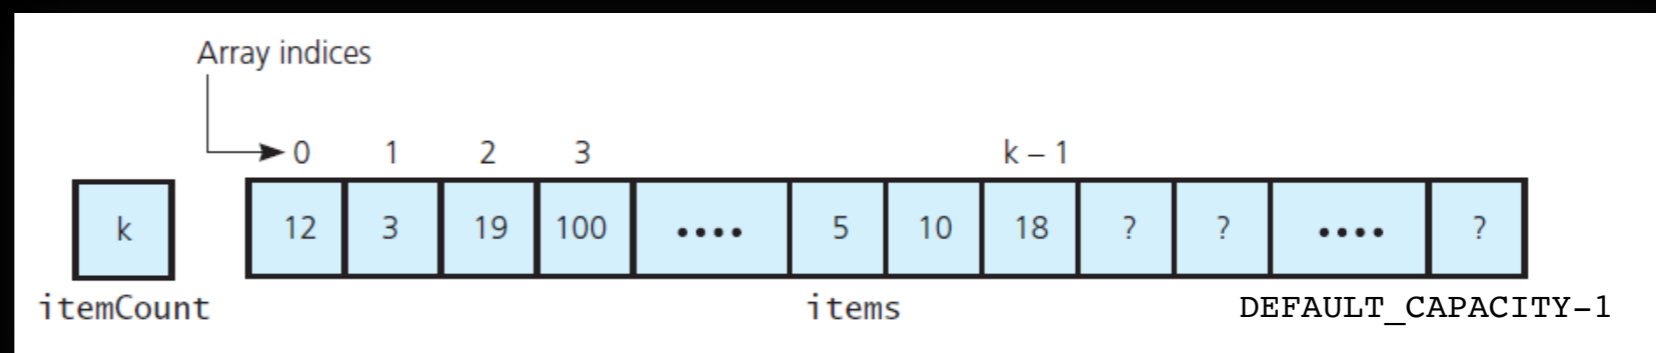 Array indices
0 1 2 3 k – 1
k 12 3 19 100 •••• 5 10 18 ? ? •••• ?
itemCount items DEFAULT_CAPACITY-1